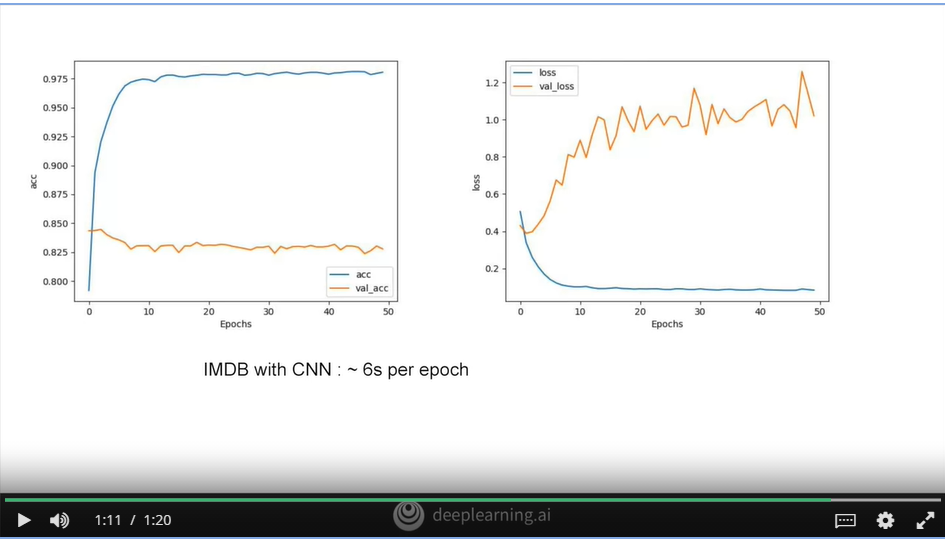 0.975
0.950
0.925
0.900
0.875
0.850
0.825
0.800
acc
acc
val_acc
0 10 20 30 40 50
Epochs
loss
val_loss
1.2
1.0
0.8
0.6
0.4
0.2
loss
0 10 20 30 40 50
Epochs
IMDB with CNN : ~ 6s per epoch
1:11 / 1:20
deeplearning.ai